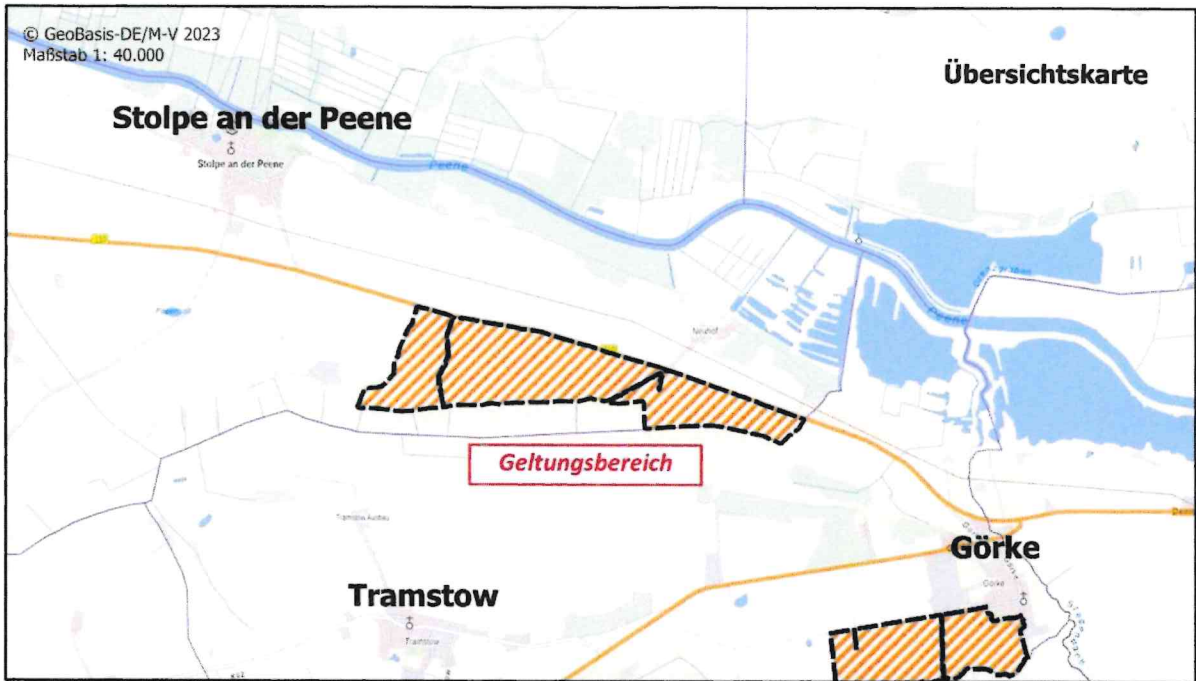 © GeoBasis-DE/M-V 2023
Maßstab 1: 40.000
Übersichtskarte
Stolpe an der Peene
Stolpe an der Peene
Peene
Peene
Neuhof
Geltungsbereich
Tramstow Ausbau
Görke
Görke
Tramstow
Tramstow